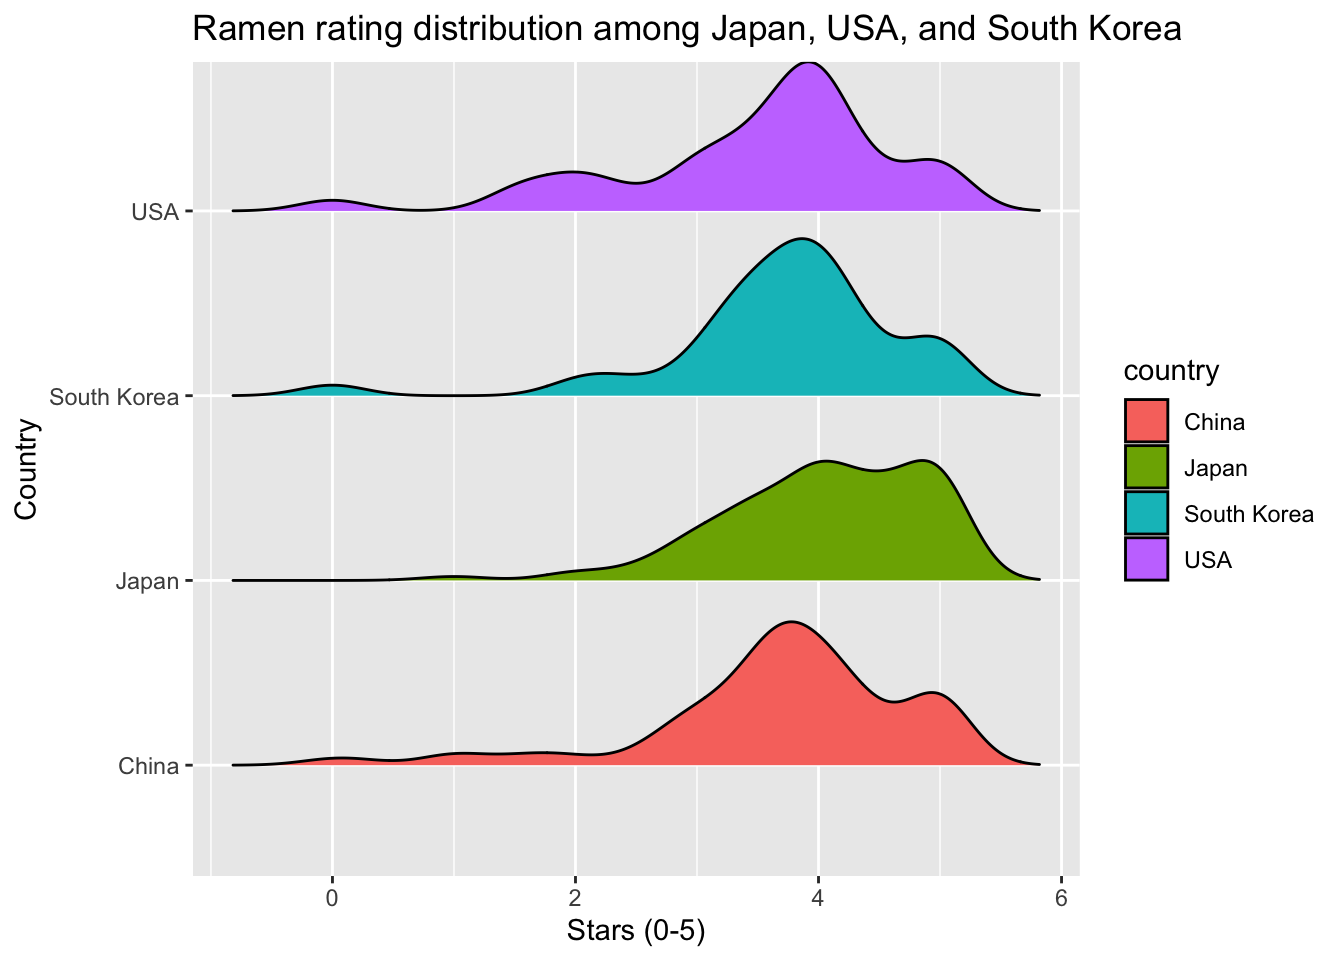 Ramen rating distribution among Japan, USA, and South Korea
USA
South Korea
Japan
China
Country
0
2
4
6
Stars (0-5)
country
China
Japan
South Korea
USA